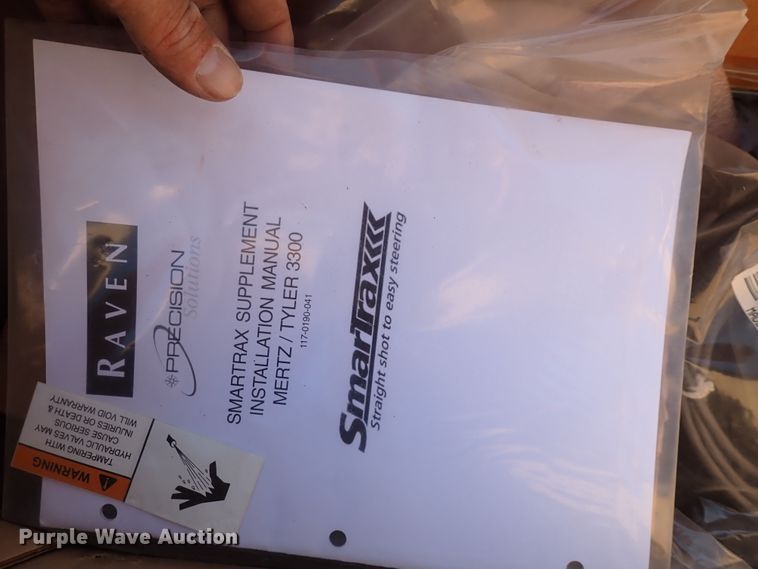 RAVEN
PRECISION
Solutions
SMARTRAX SUPPLEMENT
INSTALLATION MANUAL
MERTZ / TYLER 3300
117-0190-041
SmarTrax
Straight shot to easy steering
WARNING
TAMPERING WITH
HYDRAULIC VALVES MAY
CAUSE SERIOUS
INJURIES OR DEATH &
WILL VOID WARRANTY
Purple Wave Auction